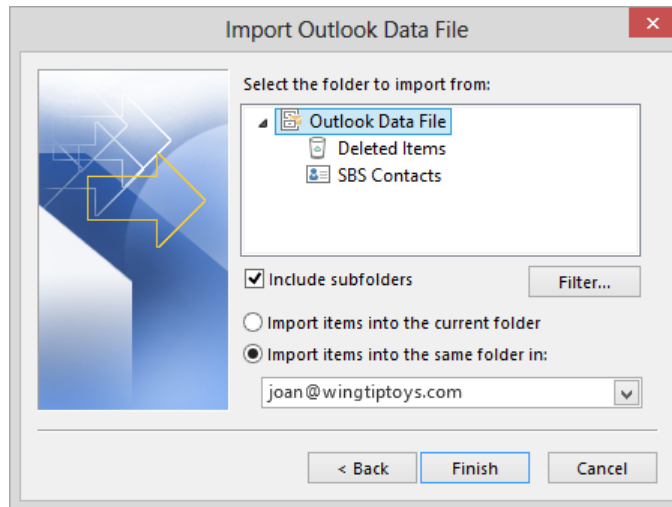 Import Outlook Data File
Select the folder to import from:
Outlook Data File
Deleted Items
SBS Contacts
Include subfolders
Filter...
Import items into the current folder
Import items into the same folder in:
joan@wingtiptoys.com
< Back Finish Cancel